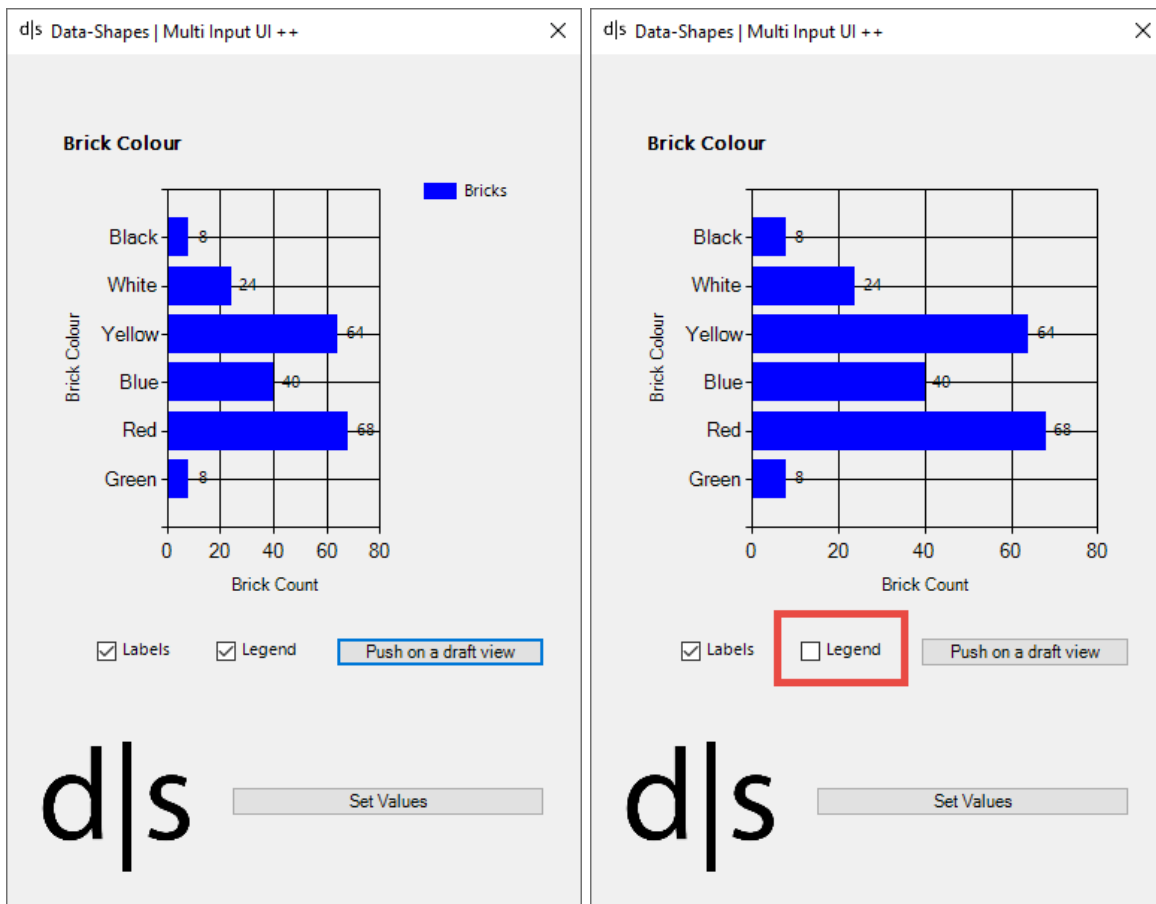 d|s Data-Shapes | Multi Input UI ++
Brick Colour
Bricks
Black 8
White 24
Yellow 64
Blue 40
Red 68
Green 8
Brick Colour
0 20 40 60 80
Brick Count
Labels Legend Push on a draft view
d|s Set Values
d|s Data-Shapes | Multi Input UI ++
Brick Colour
Black 8
White 24
Yellow 64
Blue 40
Red 68
Green 8
Brick Colour
0 20 40 60 80
Brick Count
Labels Legend Push on a draft view
d|s Set Values